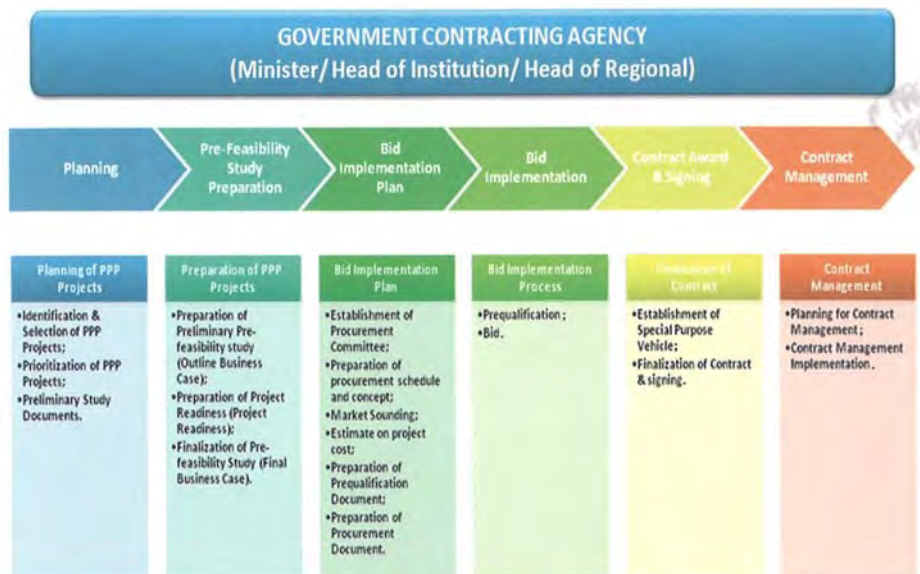 GOVERNMENT CONTRACTING AGENCY
(Minister/ Head of Institution/ Head of Regional)
Planning
Pre-Feasibility
Study
Preparation
Bid
Implementation
Plan
Bid
Implementation
Contract Award
& Signing
Contract
Management
Planning of PPP
Projects
•Identification &
Selection of PPP
Projects;
•Prioritization of PPP
Projects;
•Preliminary Study
Documents.
Preparation of PPP
Projects
•Preparation of
Preliminary Pre-
feasibility study
(Outline Business
Case);
•Preparation of Project
Readiness (Project
Readiness);
•Finalization of Pre-
feasibility Study (Final
Business Case).
Bid Implementation
Plan
•Establishment of
Procurement
Committee;
•Preparation of
procurement schedule
and concept;
•Market Sounding;
•Estimate on project
cost;
•Preparation of
Prequalification
Document;
•Preparation of
Procurement
Document.
Bid Implementation
Process
•Prequalification;
•Bid.
of
Contract
•Establishment of
Special Purpose
Vehicle;
•Finalization of Contract
& signing.
Contract
Management
•Planning for Contract
Management;
•Contract Management
Implementation.